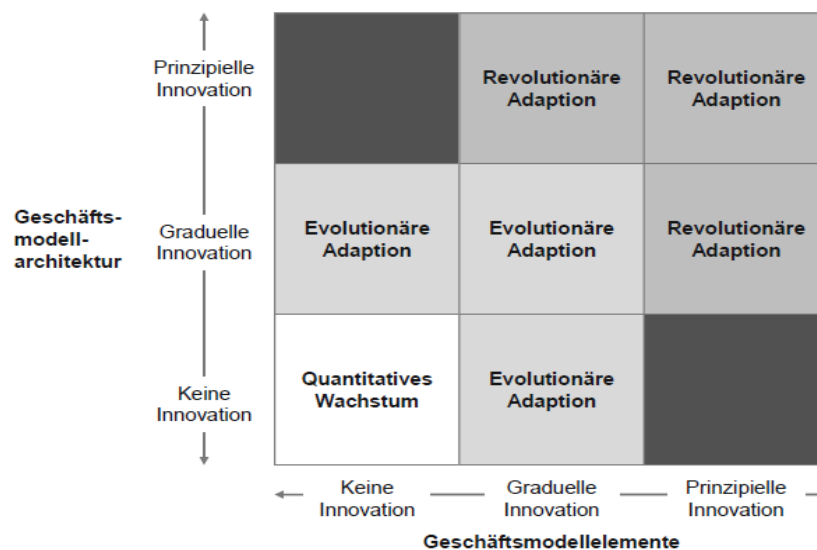 Prinzipielle
Innovation
Revolutionäre
Adaption
Revolutionäre
Adaption
Geschäfts-
modell-
architektur
Graduelle
Innovation
Evolutionäre
Adaption
Evolutionäre
Adaption
Revolutionäre
Adaption
Keine
Innovation
Quantitatives
Wachstum
Evolutionäre
Adaption
Keine
Innovation
Graduelle
Innovation
Prinzipielle
Innovation
Geschäftsmodellelemente